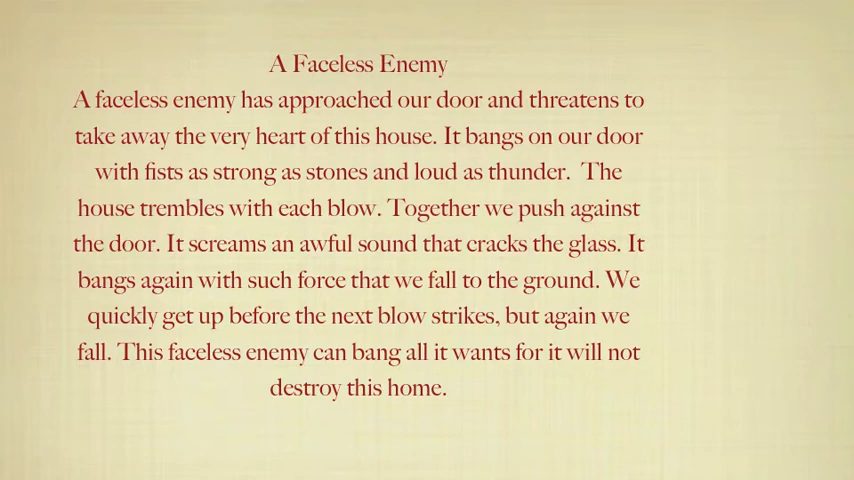 A Faceless Enemy
A faceless enemy has approached our door and threatens to
take away the very heart of this house. It bangs on our door
with fists as strong as stones and loud as thunder.  The
house trembles with each blow. Together we push against
the door. It screams an awful sound that cracks the glass. It
bangs again with such force that we fall to the ground. We
quickly get up before the next blow strikes, but again we
fall. This faceless enemy can bang all it wants for it will not
destroy this home.